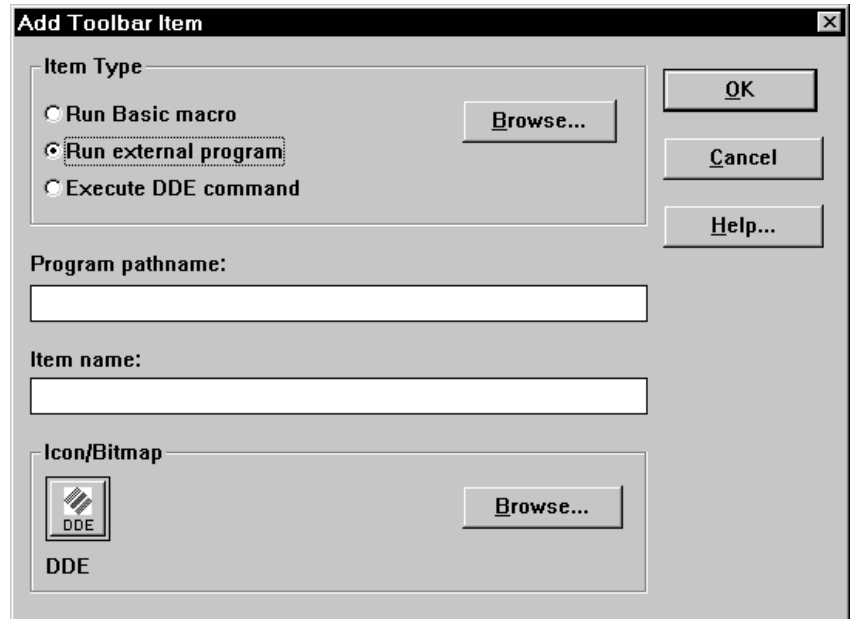 Add Toolbar Item
Item Type
Run Basic macro
Run external program
Execute DDE command
Browse...
OK
Cancel
Help...
Program pathname:
Item name:
Icon/Bitmap
DDE
DDE
Browse...